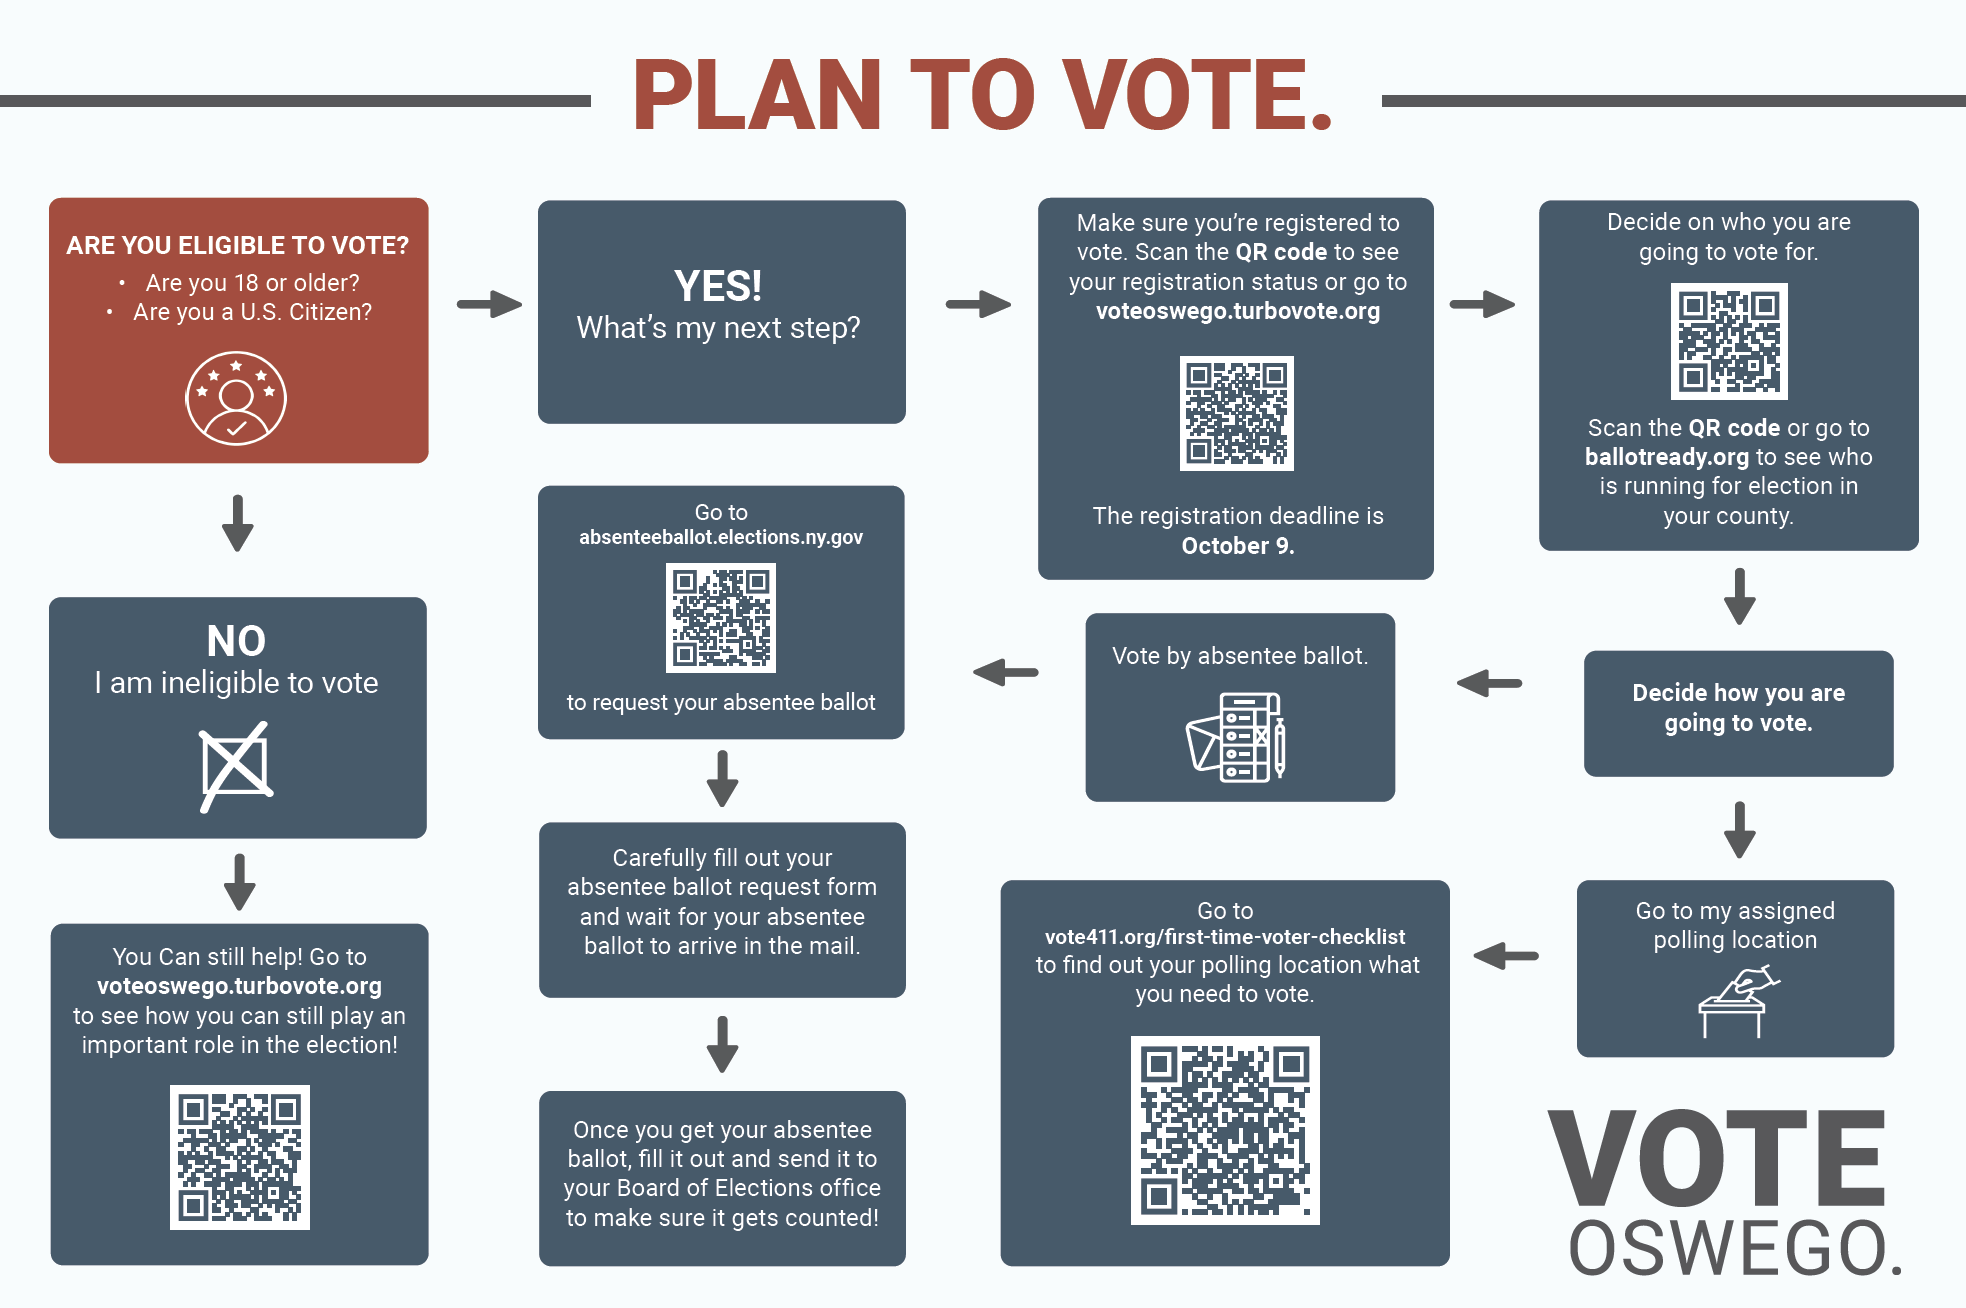 PLAN TO VOTE.
ARE YOU ELIGIBLE TO VOTE?
• Are you 18 or older?
• Are you a U.S. Citizen?
YES!
What's my next step?
Make sure you're registered to
vote. Scan the QR code to see
your registration status or go to
voteoswego.turbovote.org
The registration deadline is
October 9.
Decide on who you are
going to vote for.
Scan the QR code or go to
ballotready.org to see who
is running for election in
your county.
Decide how you are
going to vote.
Vote by absentee ballot.
Go to
absenteeballot.elections.ny.gov
to request your absentee ballot
Carefully fill out your
absentee ballot request form
and wait for your absentee
ballot to arrive in the mail.
Once you get your absentee
ballot, fill it out and send it to
your Board of Elections office
to make sure it gets counted!
Go to my assigned
polling location
Go to
vote411.org/first-time-voter-checklist
to find out your polling location what
you need to vote.
NO
I am ineligible to vote
You Can still help! Go to
voteoswego.turbovote.org
to see how you can still play an
important role in the election!
VOTE
OSWEGO.